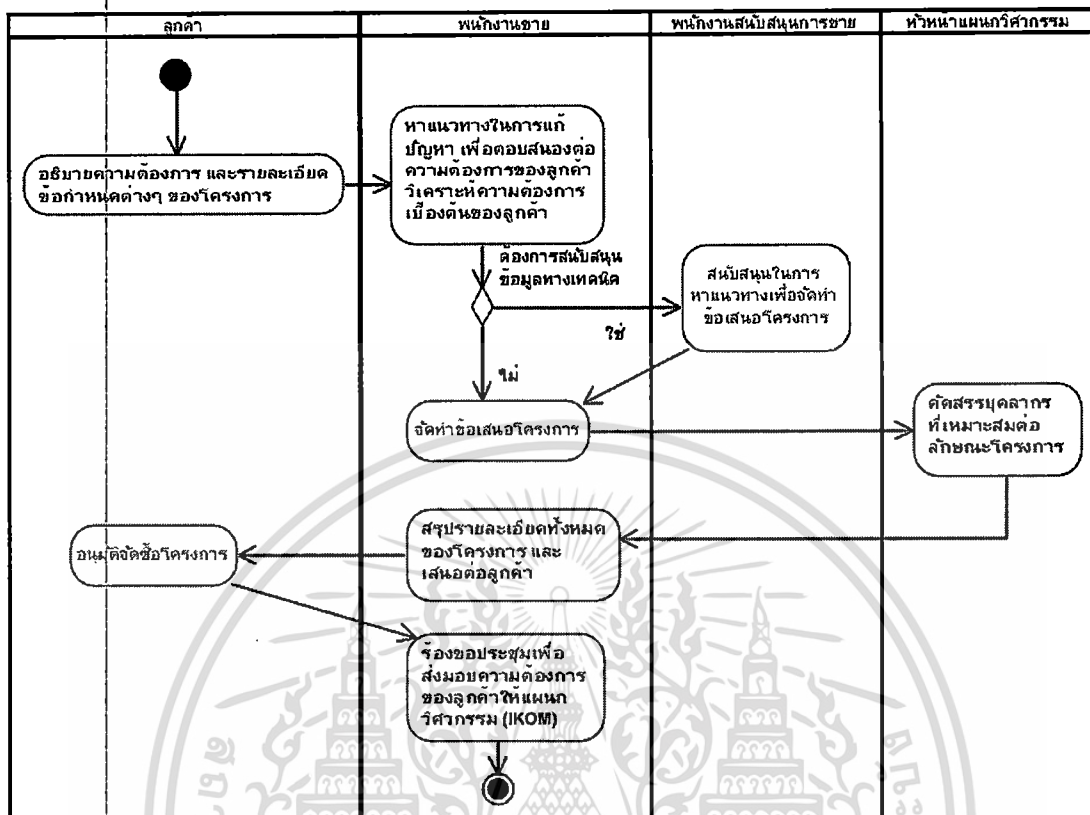 ลูกค้า
พนักงานขาย
พนักงานสนับสนุนการขาย
หัวหน้าแผนกวิศวกรรม
อธิบายความต้องการ และรายละเอียด
ข้อกำหนดต่างๆ ของโครงการ
หาแนวทางในการแก้
ปัญหา เพื่อตอบสนองต่อ
ความต้องการของลูกค้า
วิเคราะห์ความต้องการ
เบื้องต้นของลูกค้า
ต้องการสนับสนุน
ข้อมูลทางเทคนิค
ใช่
ไม่
สนับสนุนในการ
หาแนวทางเพื่อจัดทำ
ข้อเสนอโครงการ
จัดทำข้อเสนอโครงการ
คัดสรรบุคลากร
ที่เหมาะสมต่อ
ลักษณะโครงการ
สรุปรายละเอียดทั้งหมด
ของโครงการ และ
เสนอต่อลูกค้า
อนุมัติจัดซื้อโครงการ
ร้องขอประชุมเพื่อ
ส่งมอบความต้องการ
ของลูกค้าให้แผนก
วิศวกรรม (IKOM)